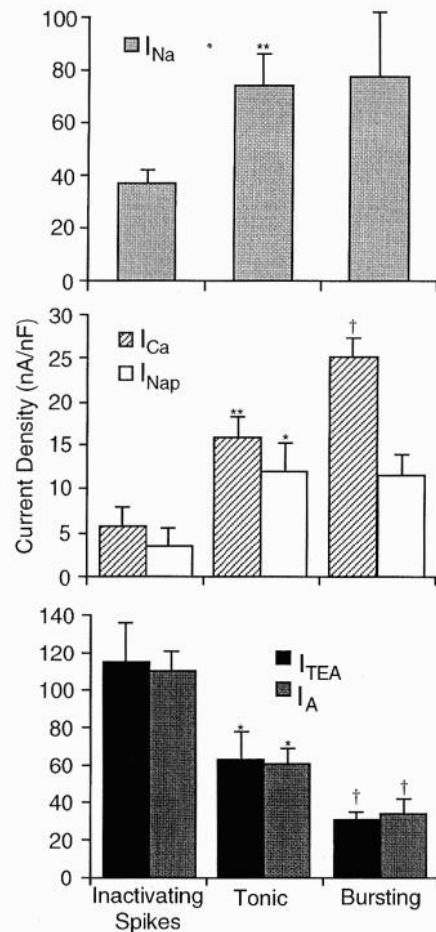 100
80
60
40
20
0
I_Na
**
Current Density (nA/nF)
30
25
20
15
10
5
0
I_Ca
I_Nap
**
*
†
140
120
100
80
60
40
20
0
I_TEA
I_A
*
*
†
†
Inactivating
Spikes
Tonic
Bursting